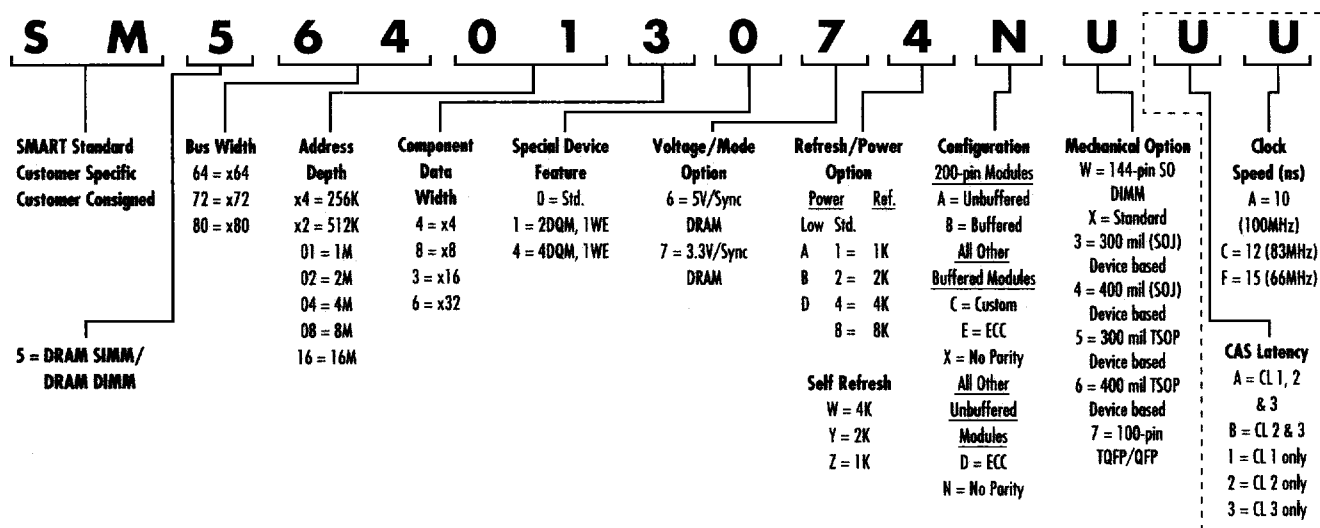 S M 5 6 4 0 1 3 0 7 4 N U U U
SMART Standard
Customer Specific
Customer Consigned
5 = DRAM SIMM/
DRAM DIMM
Bus Width
64 = x64
72 = x72
80 = x80
Address
Depth
x4 = 256K
x2 = 512K
01 = 1M
02 = 2M
04 = 4M
08 = 8M
16 = 16M
Component
Data
Width
4 = x4
8 = x8
3 = x16
6 = x32
Special Device
Feature
0 = Std.
1 = 2DQM, 1WE
4 = 4DQM, 1WE
Voltage/Mode
Option
6 = 5V/Sync
DRAM
7 = 3.3V/Sync
DRAM
Refresh/Power
Option
Power Ref.
Low Std.
A 1 = 1K
B 2 = 2K
D 4 = 4K
8 = 8K
Self Refresh
W = 4K
Y = 2K
Z = 1K
Configuration
200-pin Modules
A = Unbuffered
B = Buffered
All Other
Buffered Modules
C = Custom
E = ECC
X = No Parity
All Other
Unbuffered
Modules
D = ECC
N = No Parity
Mechanical Option
W = 144-pin SO
DIMM
X = Standard
3 = 300 mil (SOJ)
Device based
4 = 400 mil (SOJ)
Device based
5 = 300 mil TSOP
Device based
6 = 400 mil TSOP
Device based
7 = 100-pin
TQFP/QFP
CAS Latency
A = CL 1, 2
& 3
B = CL 2 & 3
1 = CL 1 only
2 = CL 2 only
3 = CL 3 only
Clock
Speed (ns)
A = 10
(100MHz)
C = 12 (83MHz)
F = 15 (66MHz)